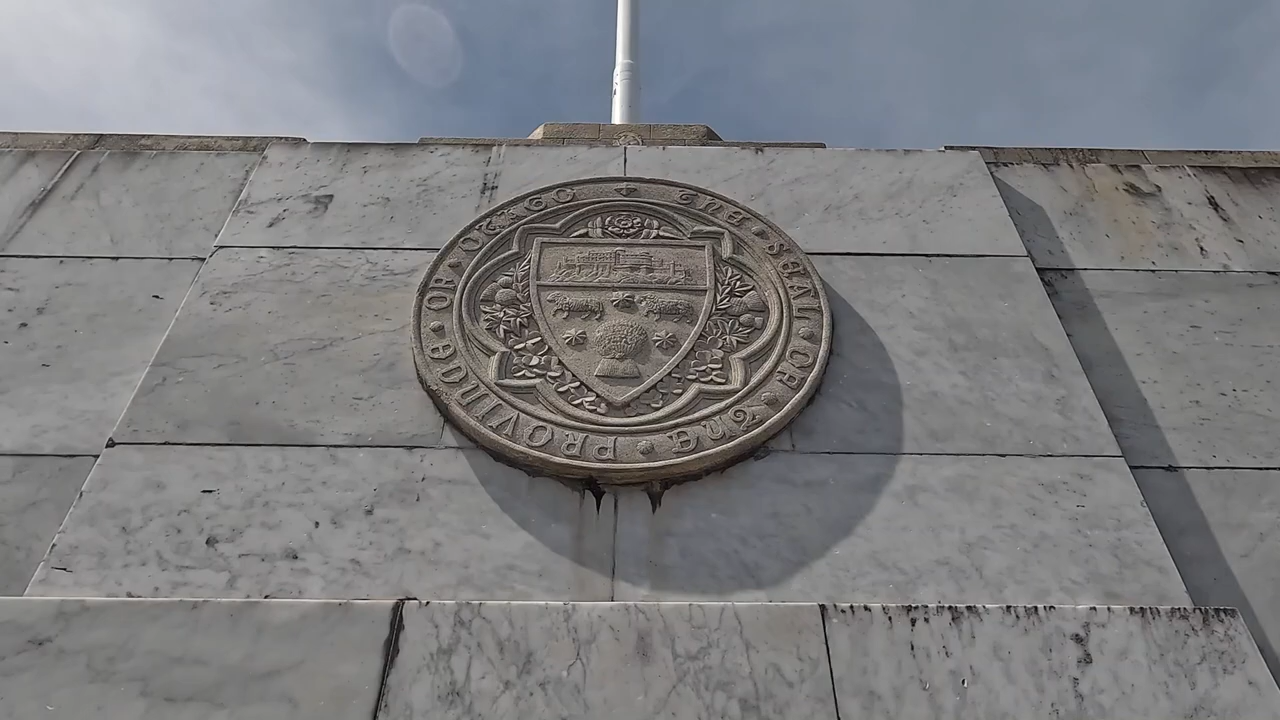 THE · SEAL · OF · THE · PROVINCE · OF · OTAGO